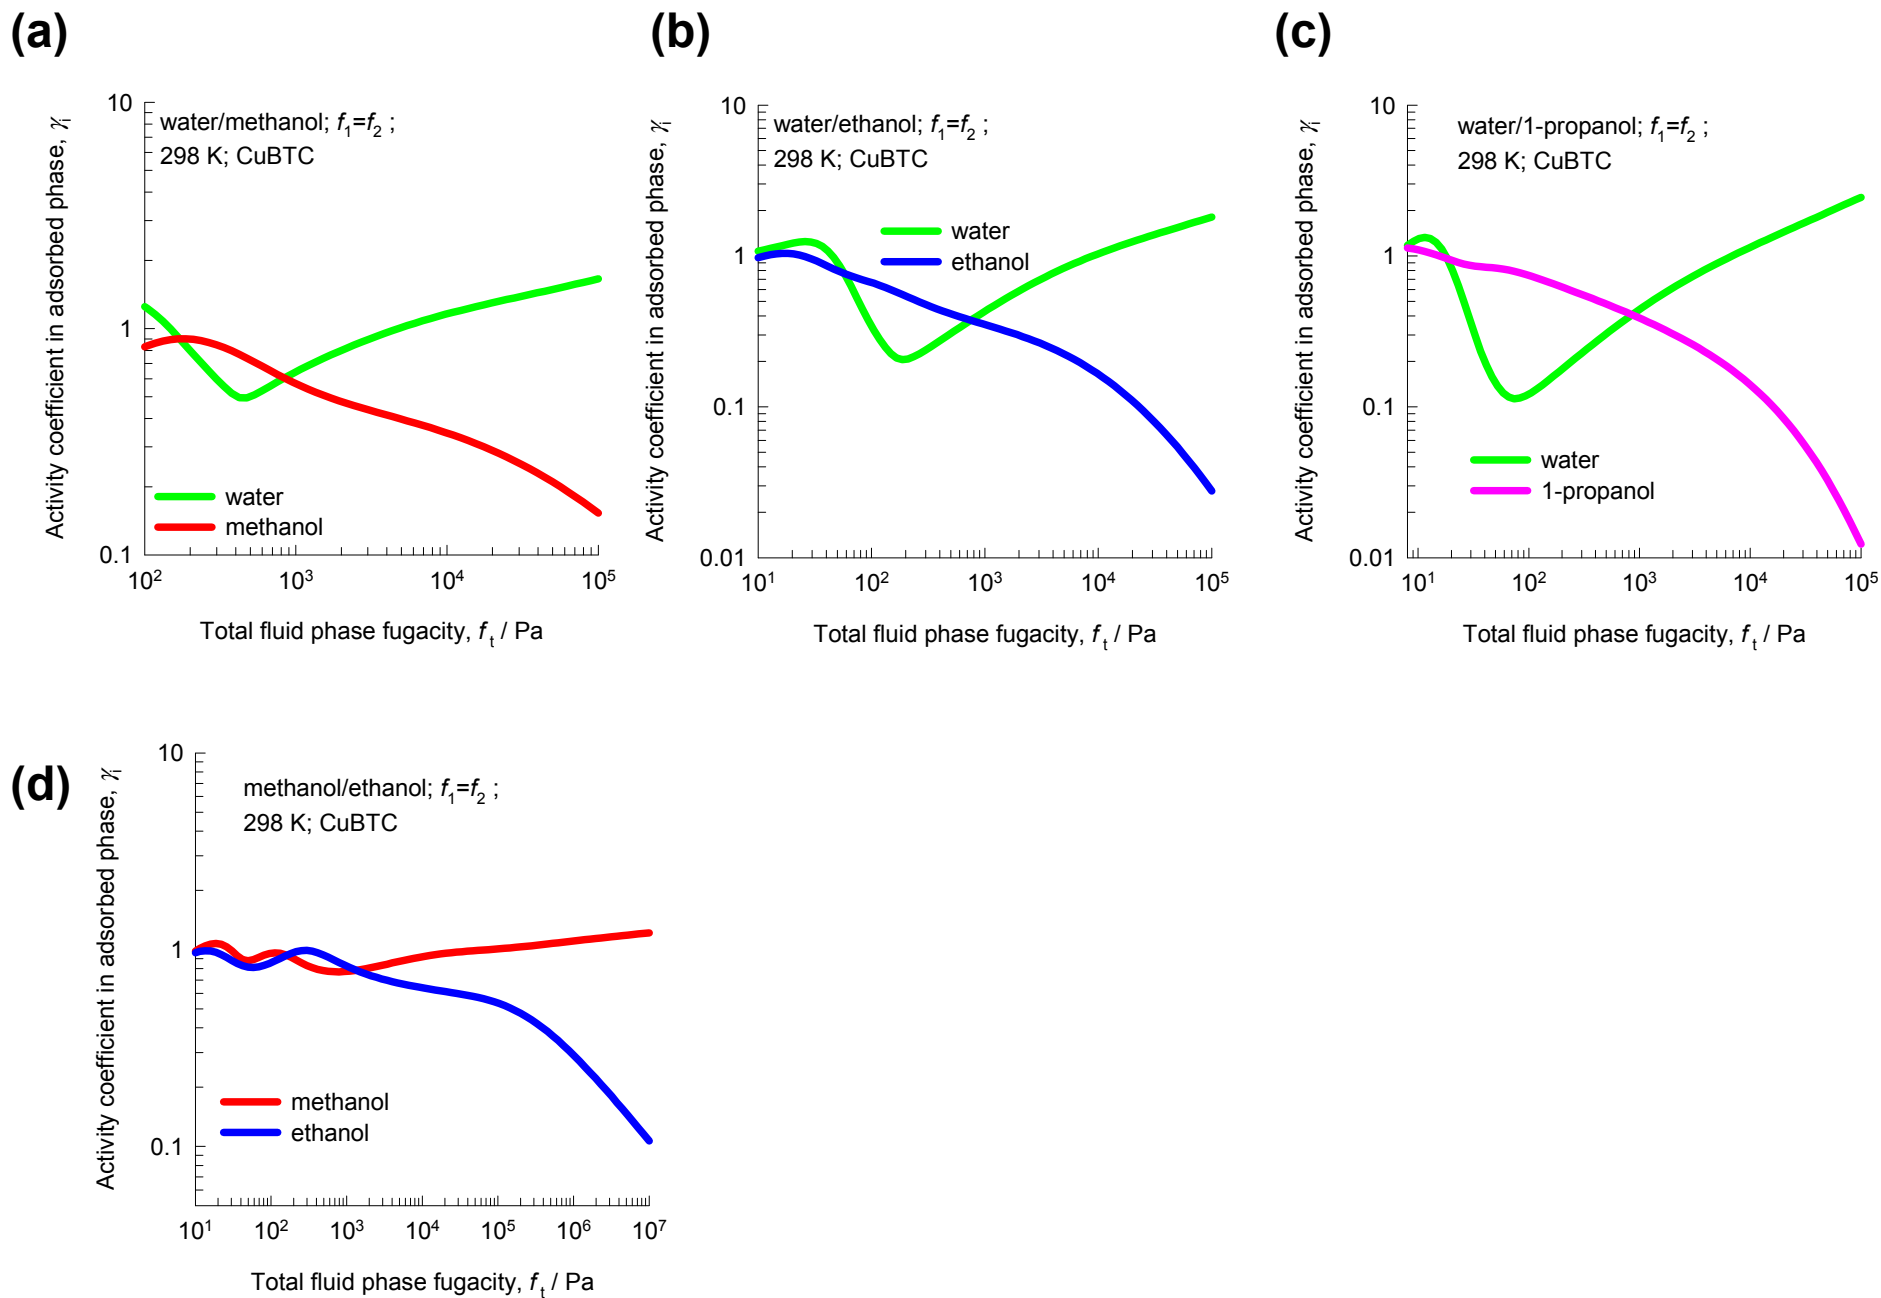 (a)
Activity coefficient in adsorbed phase, γi
water/methanol; f1=f2 ;
298 K; CuBTC
10
1
0.1
water
methanol
10² 10³ 10⁴ 10⁵
Total fluid phase fugacity, ft / Pa
(b)
Activity coefficient in adsorbed phase, γi
water/ethanol; f1=f2 ;
298 K; CuBTC
10
1
0.1
0.01
water
ethanol
10¹ 10² 10³ 10⁴ 10⁵
Total fluid phase fugacity, ft / Pa
(c)
Activity coefficient in adsorbed phase, γi
water/1-propanol; f1=f2 ;
298 K; CuBTC
10
1
0.1
0.01
water
1-propanol
10¹ 10² 10³ 10⁴ 10⁵
Total fluid phase fugacity, ft / Pa
(d)
Activity coefficient in adsorbed phase, γi
methanol/ethanol; f1=f2 ;
298 K; CuBTC
10
1
0.1
methanol
ethanol
10¹ 10² 10³ 10⁴ 10⁵ 10⁶ 10⁷
Total fluid phase fugacity, ft / Pa